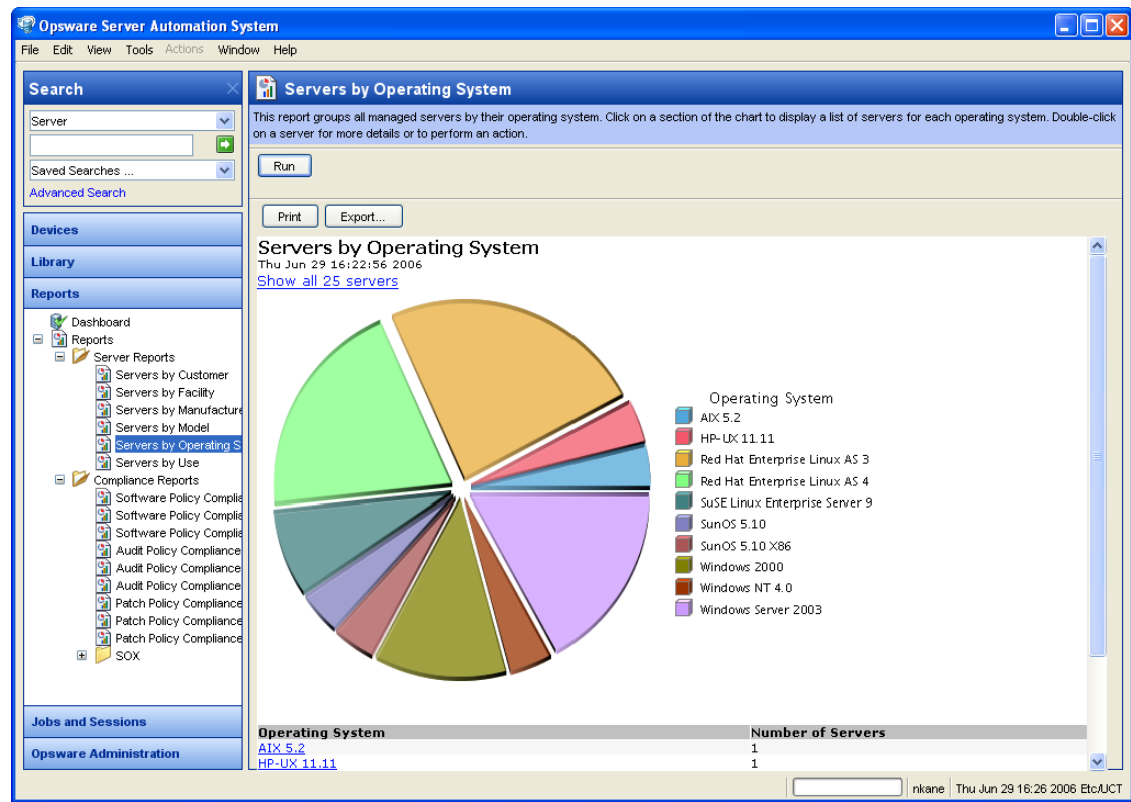 Opsware Server Automation System
File Edit View Tools Actions Window Help
Search
Server
Saved Searches ...
Advanced Search
Devices
Library
Reports
Dashboard
Reports
Server Reports
Servers by Customer
Servers by Facility
Servers by Manufacture
Servers by Model
Servers by Operating S
Servers by Use
Compliance Reports
Software Policy Complia
Software Policy Complia
Software Policy Complia
Audit Policy Compliance
Audit Policy Compliance
Audit Policy Compliance
Patch Policy Compliance
Patch Policy Compliance
Patch Policy Compliance
SOX
Jobs and Sessions
Opsware Administration
Servers by Operating System
This report groups all managed servers by their operating system. Click on a section of the chart to display a list of servers for each operating system. Double-click
on a server for more details or to perform an action.
Run
Print Export...
Servers by Operating System
Thu Jun 29 16:22:56 2006
Show all 25 servers
Operating System
AIX 5.2
HP-UX 11.11
Red Hat Enterprise Linux AS 3
Red Hat Enterprise Linux AS 4
SuSE Linux Enterprise Server 9
SunOS 5.10
SunOS 5.10 X86
Windows 2000
Windows NT 4.0
Windows Server 2003
Operating System Number of Servers
AIX 5.2 1
HP-UX 11.11 1
nkane Thu Jun 29 16:26 2006 Etc/UCT